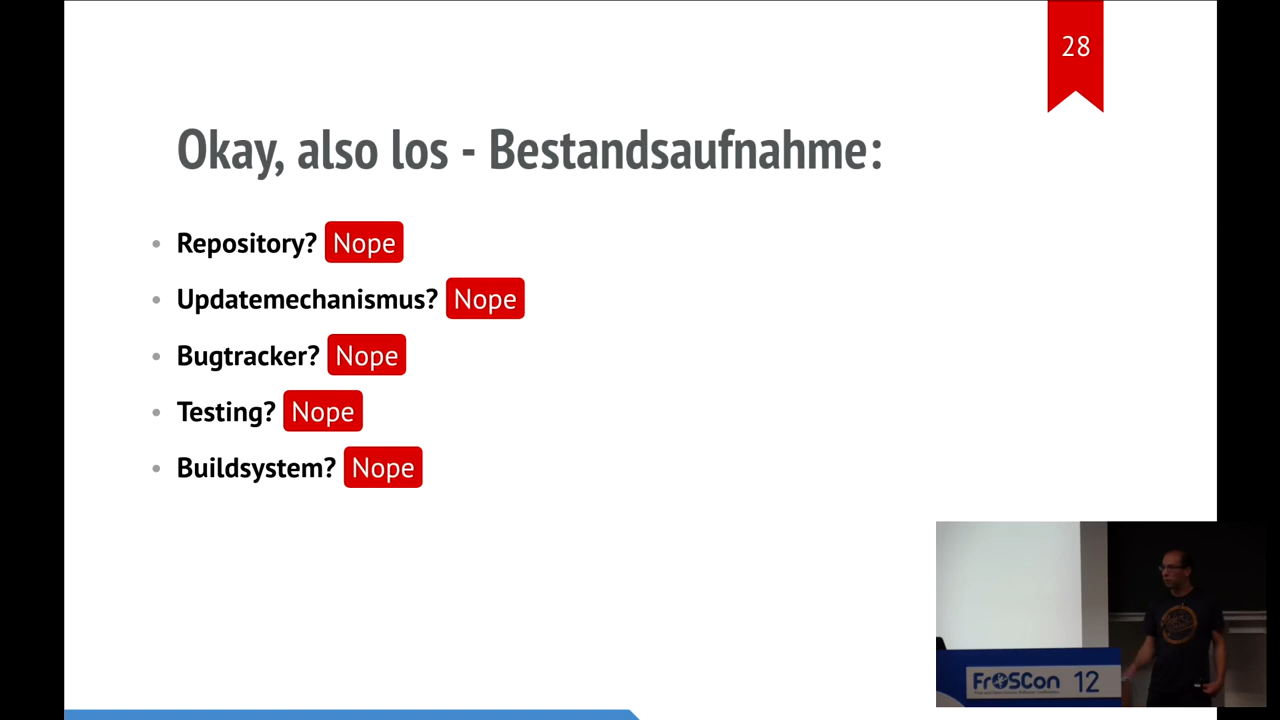 28
Okay, also los - Bestandsaufnahme:
Repository? Nope
Updatemechanismus? Nope
Bugtracker? Nope
Testing? Nope
Buildsystem? Nope
FrOSCon 12